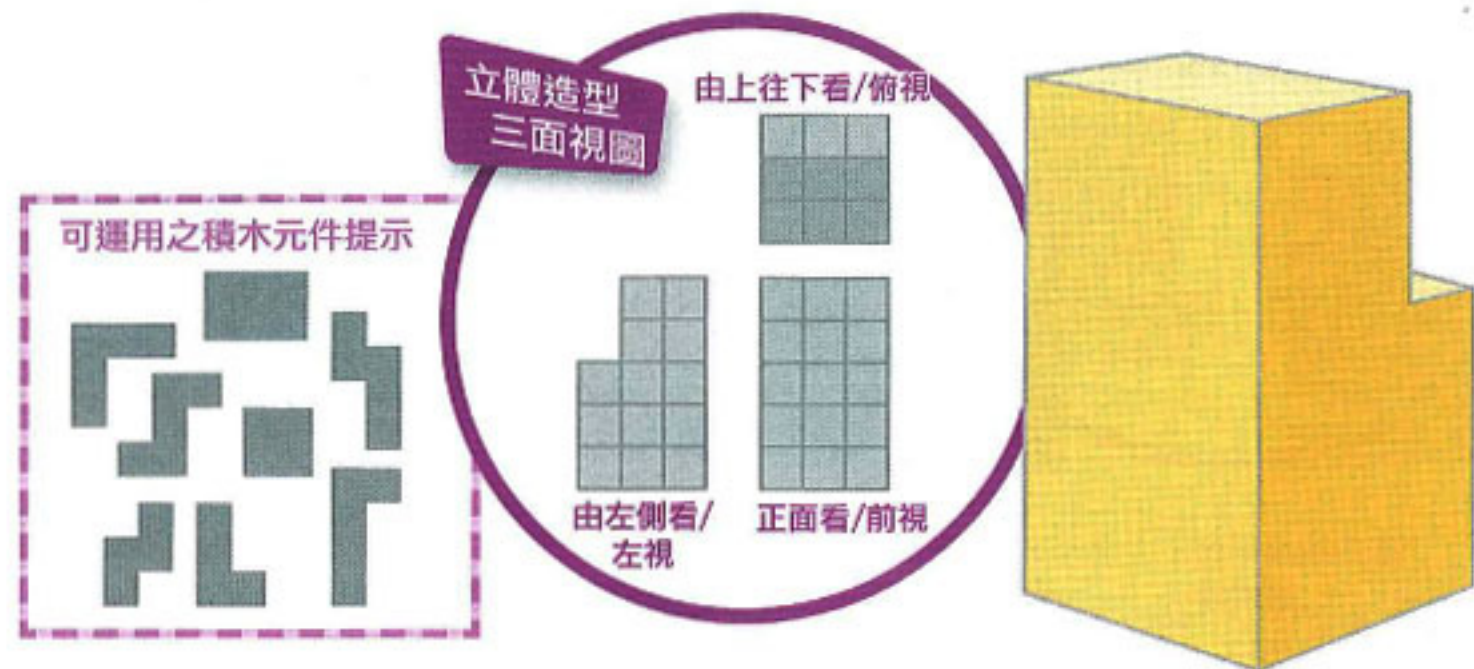 立體造型
三面視圖
由上往下看/俯視
可運用之積木元件提示
由左側看/
左視
正面看/前視